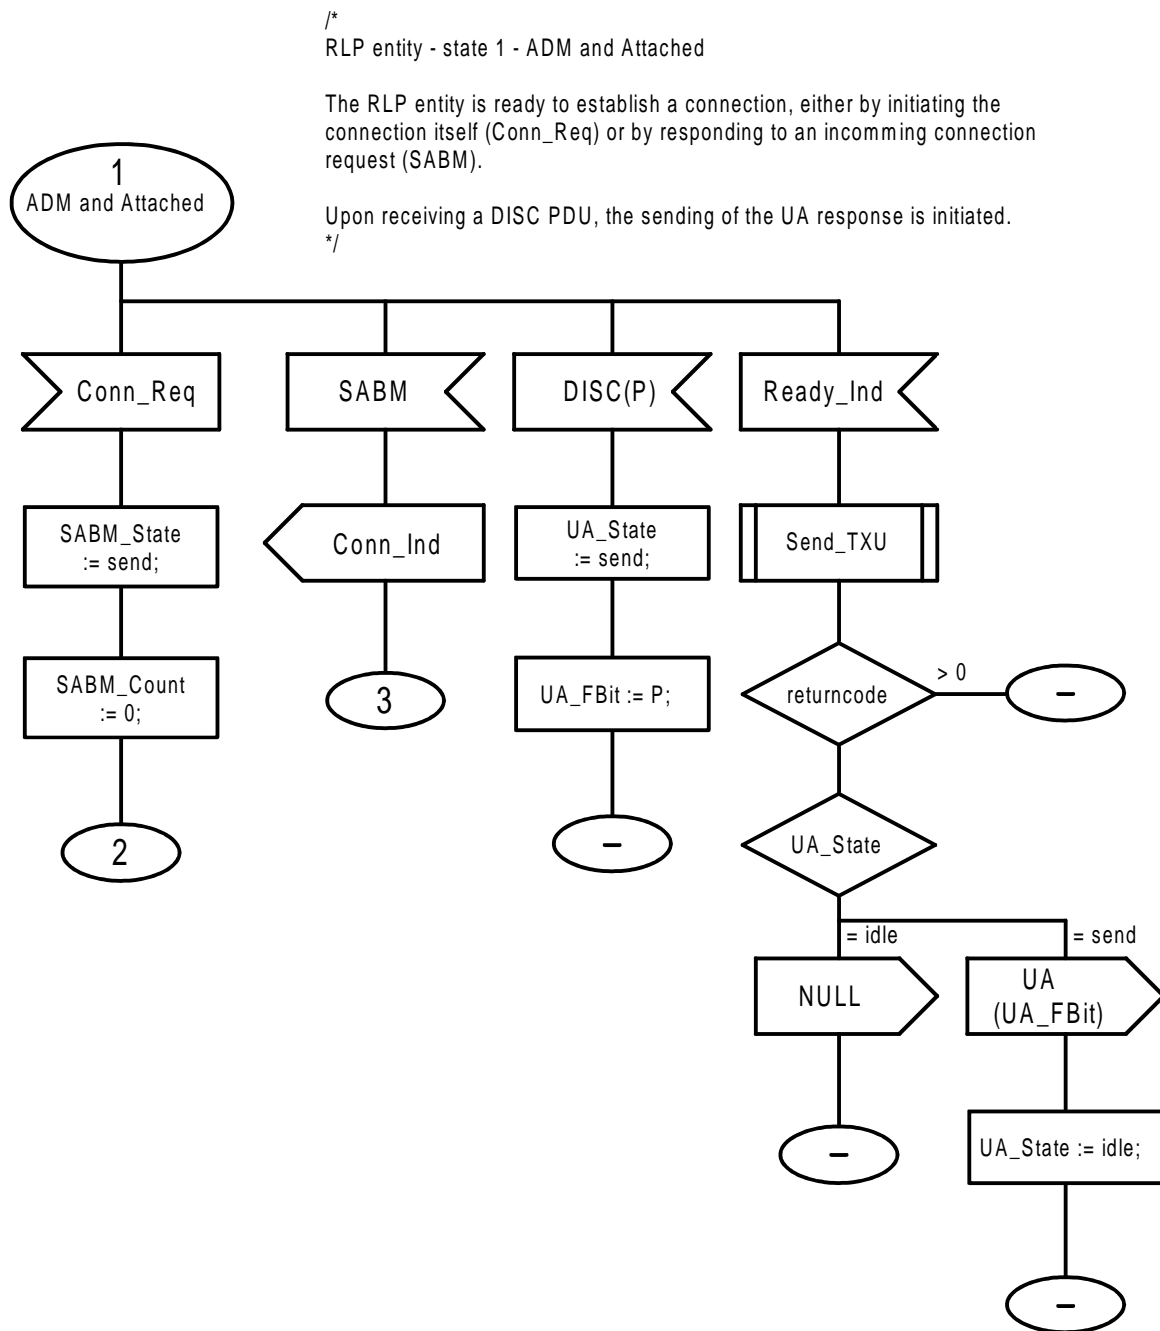 /*
RLP entity - state 1 - ADM and Attached
The RLP entity is ready to establish a connection, either by initiating the
connection itself (Conn_Req) or by responding to an incomming connection
request (SABM).
Upon receiving a DISC PDU, the sending of the UA response is initiated.
*/
1
ADM and Attached
Conn_Req
SABM
DISC(P)
Ready_Ind
SABM_State
:= send;
Conn_Ind
UA_State
:= send;
Send_TXU
SABM_Count
:= 0;
3
UA_FBit := P;
returncode
> 0
–
2
–
UA_State
= idle
= send
NULL
UA
(UA_FBit)
–
UA_State := idle;
–